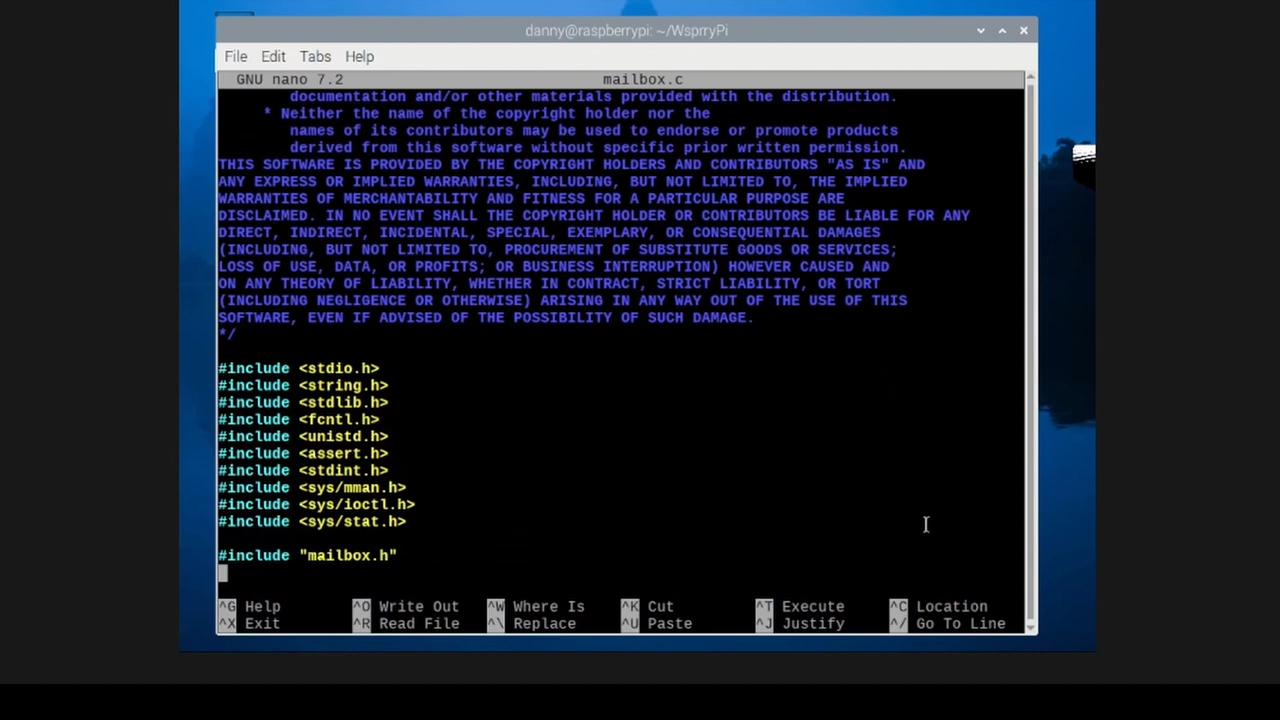 danny@raspberrypi: ~/WsprryPi
File Edit Tabs Help
GNU nano 7.2 mailbox.c
documentation and/or other materials provided with the distribution.
* Neither the name of the copyright holder nor the
names of its contributors may be used to endorse or promote products
derived from this software without specific prior written permission.
THIS SOFTWARE IS PROVIDED BY THE COPYRIGHT HOLDERS AND CONTRIBUTORS "AS IS" AND
ANY EXPRESS OR IMPLIED WARRANTIES, INCLUDING, BUT NOT LIMITED TO, THE IMPLIED
WARRANTIES OF MERCHANTABILITY AND FITNESS FOR A PARTICULAR PURPOSE ARE
DISCLAIMED. IN NO EVENT SHALL THE COPYRIGHT HOLDER OR CONTRIBUTORS BE LIABLE FOR ANY
DIRECT, INDIRECT, INCIDENTAL, SPECIAL, EXEMPLARY, OR CONSEQUENTIAL DAMAGES
(INCLUDING, BUT NOT LIMITED TO, PROCUREMENT OF SUBSTITUTE GOODS OR SERVICES;
LOSS OF USE, DATA, OR PROFITS; OR BUSINESS INTERRUPTION) HOWEVER CAUSED AND
ON ANY THEORY OF LIABILITY, WHETHER IN CONTRACT, STRICT LIABILITY, OR TORT
(INCLUDING NEGLIGENCE OR OTHERWISE) ARISING IN ANY WAY OUT OF THE USE OF THIS
SOFTWARE, EVEN IF ADVISED OF THE POSSIBILITY OF SUCH DAMAGE.
*/
#include <stdio.h>
#include <string.h>
#include <stdlib.h>
#include <fcntl.h>
#include <unistd.h>
#include <assert.h>
#include <stdint.h>
#include <sys/mman.h>
#include <sys/ioctl.h>
#include <sys/stat.h>
#include "mailbox.h"
^G Help ^O Write Out ^W Where Is ^K Cut ^T Execute ^C Location
^X Exit ^R Read File ^\ Replace ^U Paste ^J Justify ^/ Go To Line